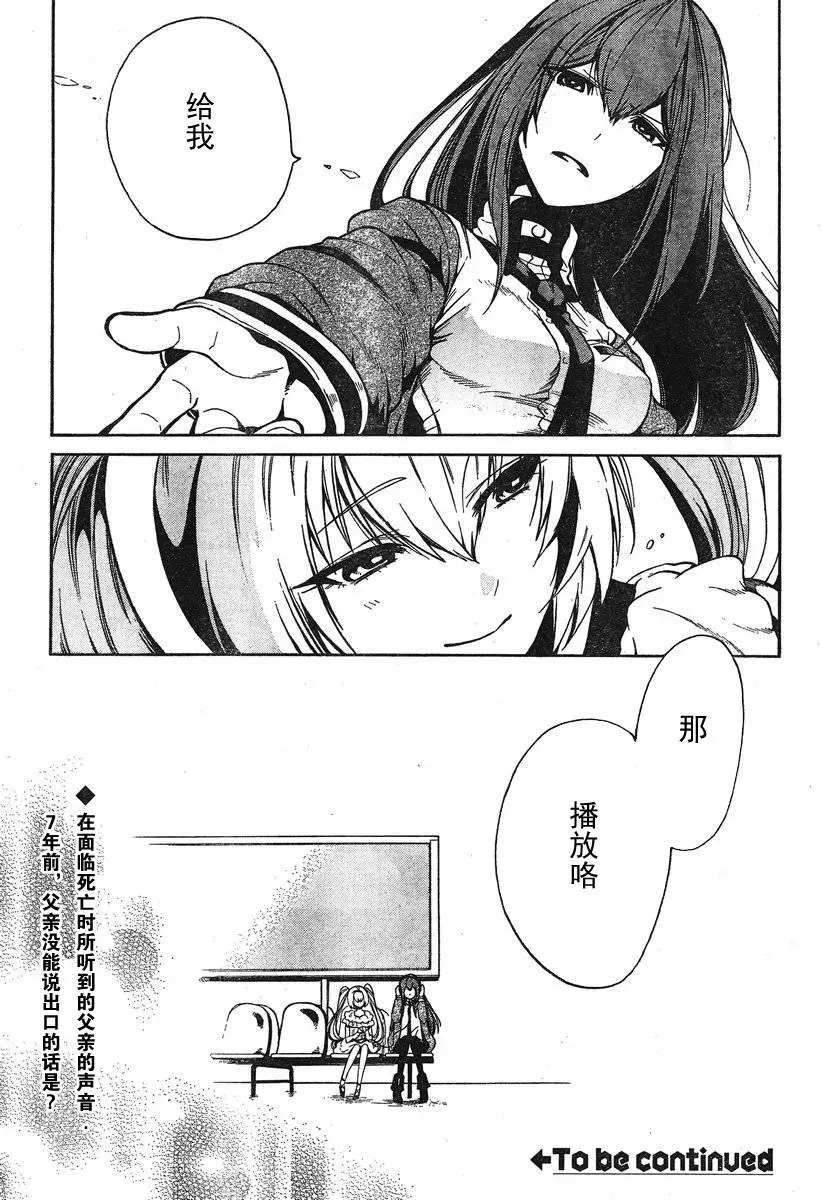 给我
那
播放咯
◆在面临死亡时所听到的父亲的声音．
7年前，父亲没能说出口的话是？
←To be continued